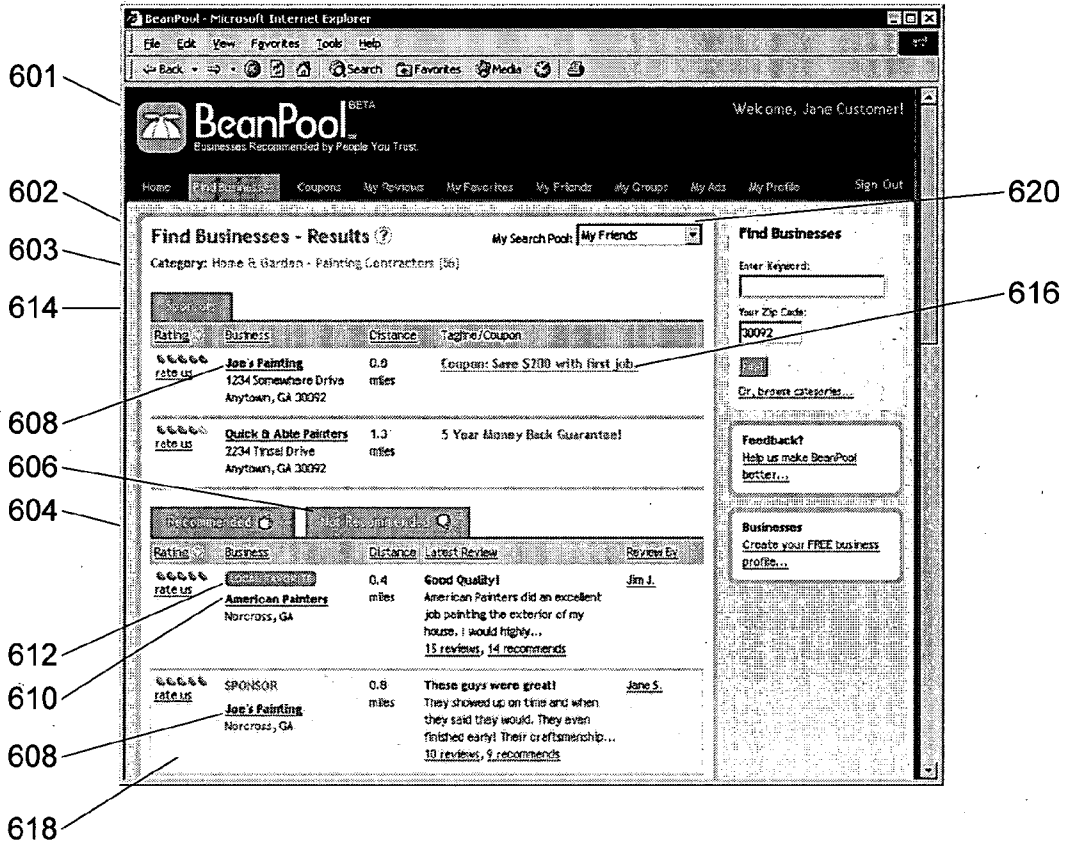 BeanPool - Microsoft Internet Explorer
File Edit View Favorites Tools Help
Back Search Favorites Media
601
BeanPool BETA
Businesses Recommended by People You Trust.
Welcome, Jane Customer!
Home Find Businesses Coupons My Reviews My Favorites My Friends My Groups My Ads My Profile Sign Out
602
620
Find Businesses - Results ?
My Search Pool: My Friends
603
Category: Home & Garden - Painting Contractors [56]
614
Rating Business Distance Tagline/Coupon
616
rate us
Joe's Painting
1234 Somewhere Drive
Anytown, GA 30092
0.8
miles
Coupon: Save $200 with first job.
608
rate us
Quick & Able Painters
2234 Tinsel Drive
Anytown, GA 30092
1.3
miles
5 Year Money Back Guarantee!
606
604
Recommended Not Recommended
Rating Business Distance Latest Review Review By
rate us
American Painters
Norcross, GA
0.4
miles
Good Quality!
American Painters did an excellent
job painting the exterior of my
house. I would highly...
15 reviews, 14 recommends
Jim J.
612
610
rate us
SPONSOR
Joe's Painting
Norcross, GA
0.8
miles
These guys were great!
They showed up on time and when
they said they would. They even
finished early! Their craftsmenship...
10 reviews, 9 recommends
Jane S.
608
618
Find Businesses
Enter Keyword:
Your Zip Code:
30092
Find
Or, browse categories...
Feedback?
Help us make BeanPool
better...
Businesses
Create your FREE business
profile...